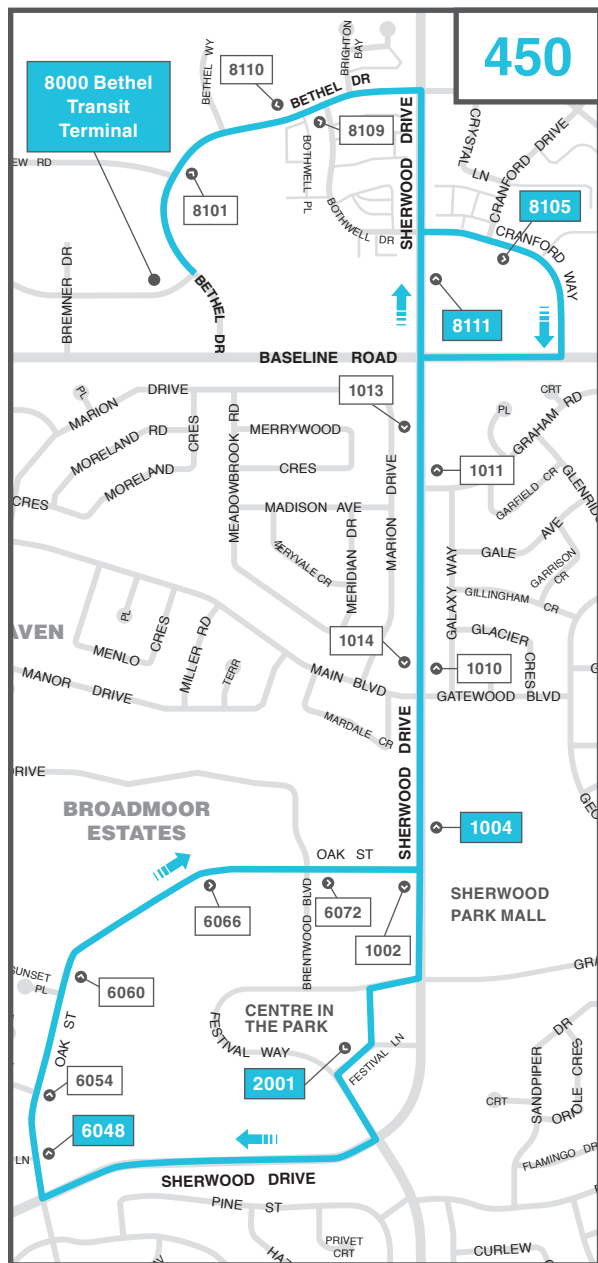 450
8000 Bethel
Transit
Terminal
BETHEL WY
8110
BRIGHTON
BAY
BETHEL DR
8109
SHERWOOD DRIVE
CRYSTAL
LN
CRANFORD DRIVE
EW RD
8101
BOTHWELL PL
BOTHWELL DR
8105
CRANFORD WAY
BREMNER DR
BETHEL DR
8111
BASELINE ROAD
PL
MARION DRIVE
1013
CRT
PL
GRAHAM RD
MORELAND RD
CRES
MEADOWBROOK RD
MERRYWOOD
CRES
MORELAND
CRES
1011
GARFIELD CR
GLENRID
MADISON AVE
MARION DRIVE
GALAXY WAY
GALE AVE
MERYVALE CR
MERIDIAN DR
GARRISON
CR
GILLINGHAM CR
PL
AVEN
MENLO CRES
MILLER RD
TERR
1014
GLACIER
CRES
1010
G
MANOR DRIVE
MAIN BLVD
GATEWOOD BLVD
MARDALE CR
SHERWOOD DRIVE
DRIVE
GEO
BROADMOOR
ESTATES
1004
OAK ST
6066
BRENTWOOD BLVD
6072
1002
SHERWOOD
PARK MALL
SUNSET
PL
6060
GRA
OAK ST
CENTRE IN
THE PARK
FESTIVAL WAY
FESTIVAL LN
6054
2001
SANDPIPER DR
CRT
ORIOLE CRES
6048
LN
SHERWOOD DRIVE
FLAMINGO DR
PINE ST
PRIVET
CRT
HAZ
CURLEW